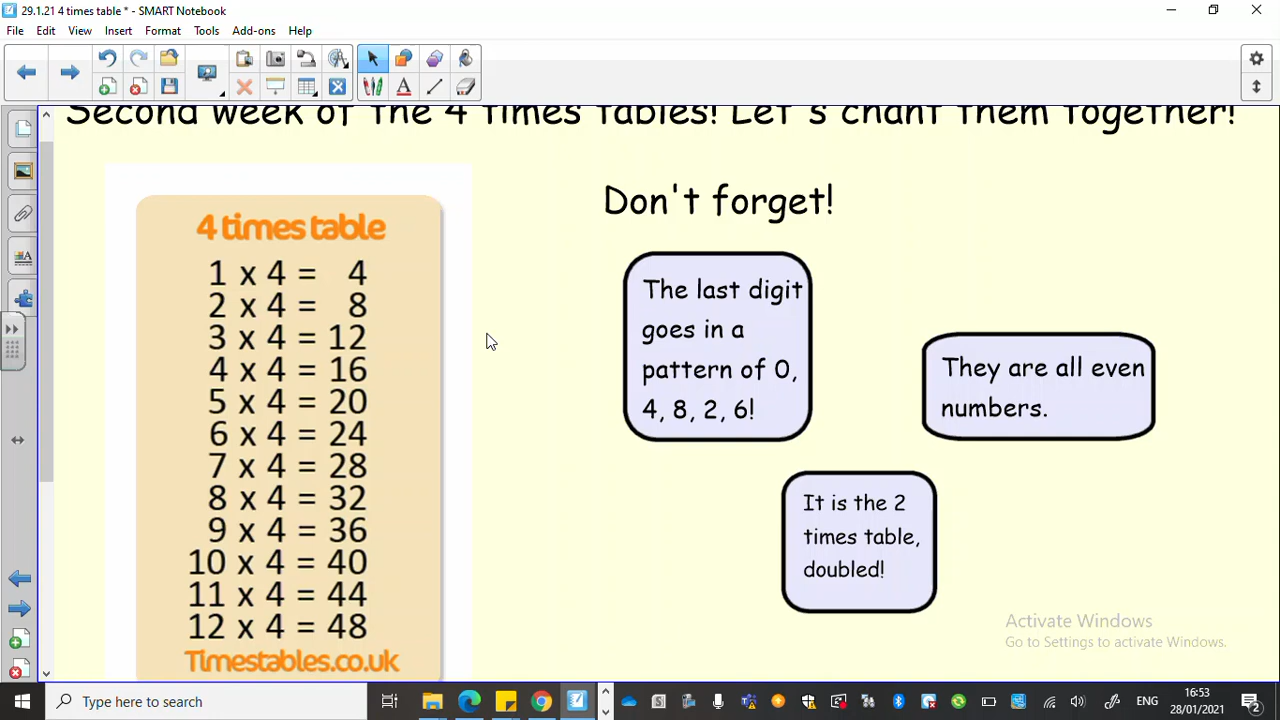 29.1.21 4 times table * - SMART Notebook
File Edit View Insert Format Tools Add-ons Help
Second week of the 4 times tables! Let's chant them together!
Don't forget!
4 times table
1 x 4 = 4
2 x 4 = 8
3 x 4 = 12
4 x 4 = 16
5 x 4 = 20
6 x 4 = 24
7 x 4 = 28
8 x 4 = 32
9 x 4 = 36
10 x 4 = 40
11 x 4 = 44
12 x 4 = 48
Timestables.co.uk
The last digit
goes in a
pattern of 0,
4, 8, 2, 6!
They are all even
numbers.
It is the 2
times table,
doubled!
Activate Windows
Go to Settings to activate Windows.
Type here to search
ENG
16:53
28/01/2021
2